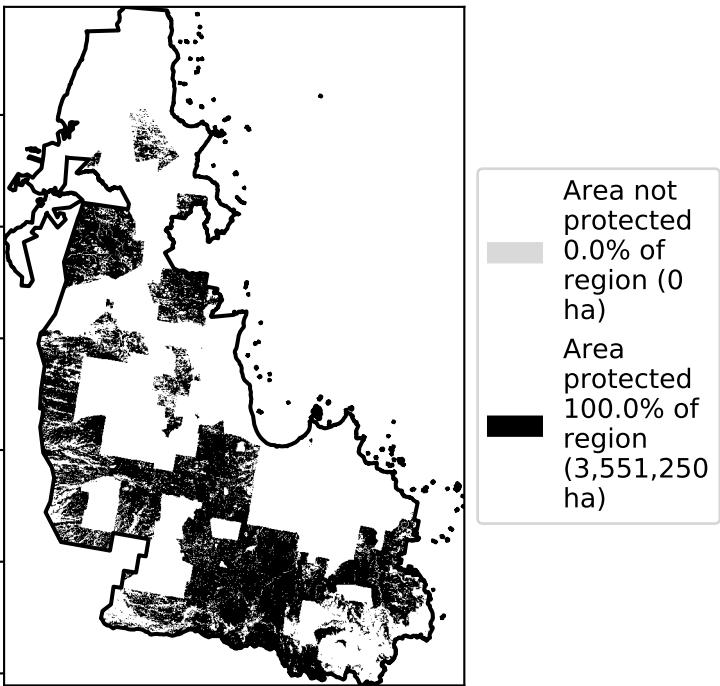 Area not
protected
0.0% of
region (0
ha)
Area
protected
100.0% of
region
(3,551,250
ha)